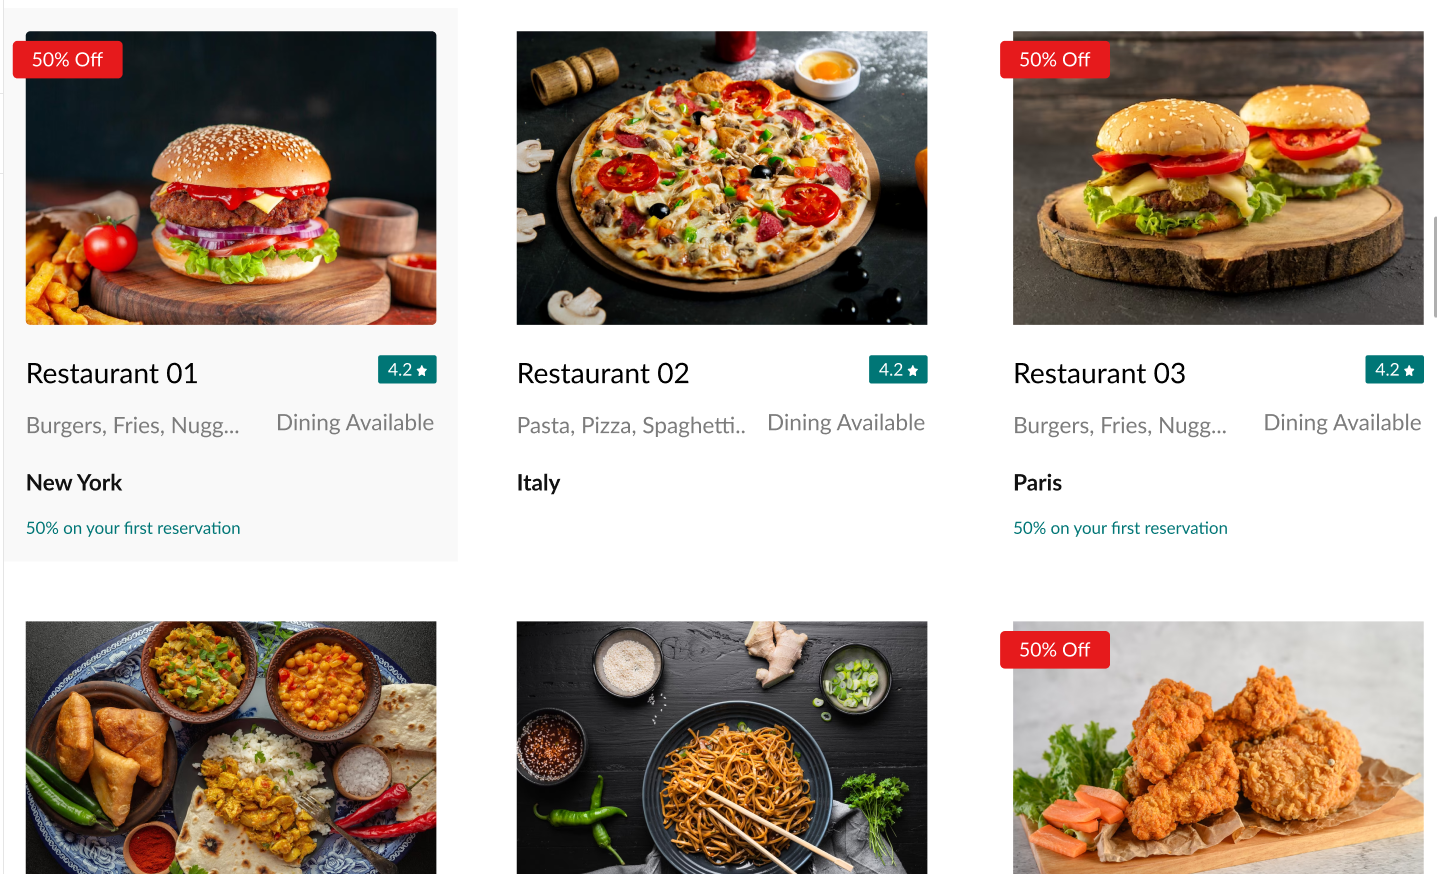 50% Off
50% Off
Restaurant 01
4.2
Restaurant 02
4.2
Restaurant 03
4.2
Burgers, Fries, Nugg...
Dining Available
Pasta, Pizza, Spaghetti..
Dining Available
Burgers, Fries, Nugg...
Dining Available
New York
Italy
Paris
50% on your first reservation
50% on your first reservation
50% Off